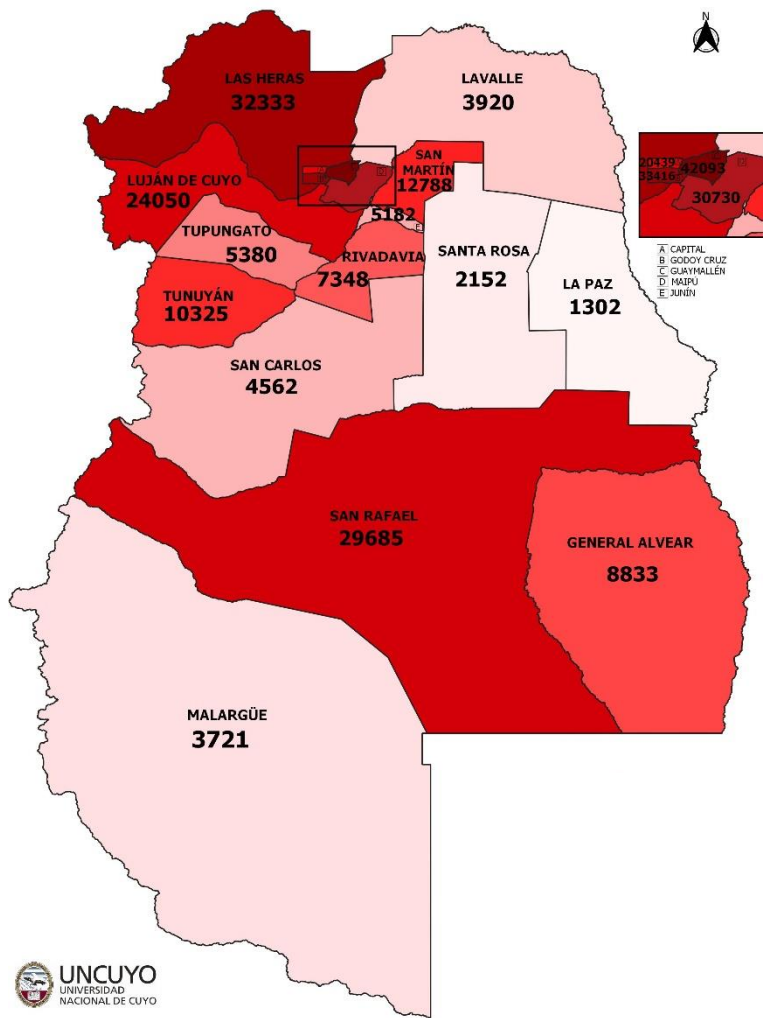 N
LAS HERAS
32333
LAVALLE
3920
SAN
MARTÍN
12788
LUJÁN DE CUYO
24050
5182
TUPUNGATO
5380
RIVADAVIA
7348
SANTA ROSA
2152
LA PAZ
1302
TUNUYÁN
10325
SAN CARLOS
4562
20439
33416
42093
30730
A CAPITAL
B GODOY CRUZ
C GUAYMALLÉN
D MAIPÚ
E JUNÍN
SAN RAFAEL
29685
GENERAL ALVEAR
8833
MALARGÜE
3721
UNCUYO
UNIVERSIDAD
NACIONAL DE CUYO